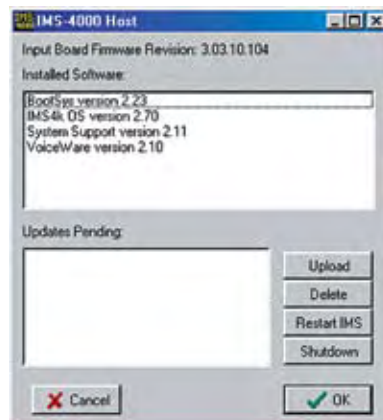 IMS-4000 Host
Input Board Firmware Revision: 3.03.10.104
Installed Software:
BootSys version 2.23
IMS4k OS version 2.70
System Support version 2.11
VoiceWare version 2.10
Updates Pending:
Upload
Delete
Restart IMS
Shutdown
Cancel
OK